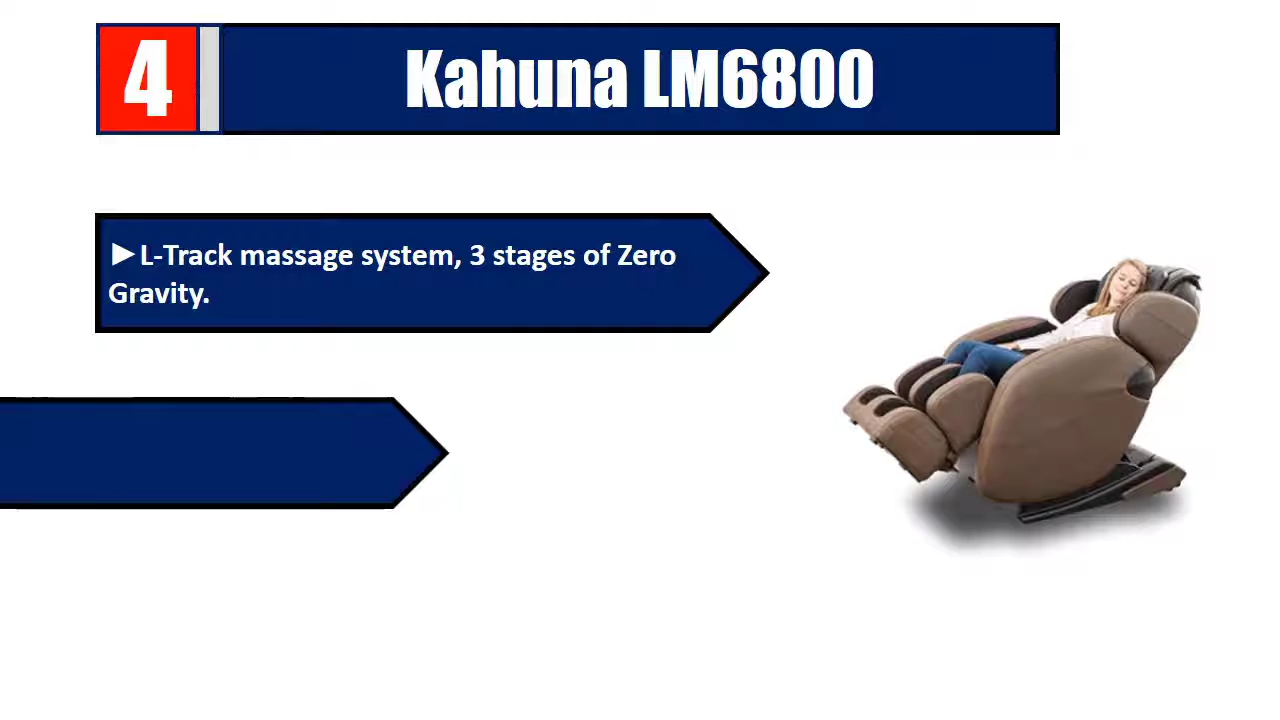 4
Kahuna LM6800
►L-Track massage system, 3 stages of Zero
Gravity.